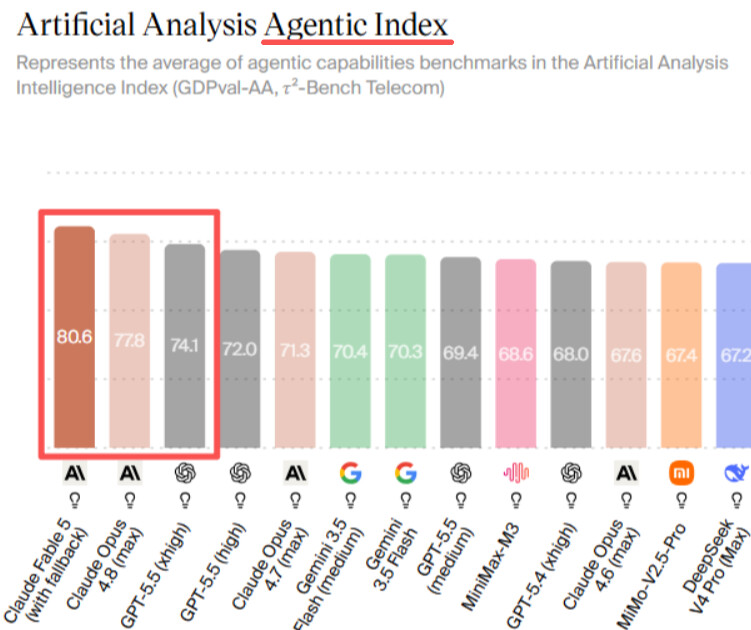 Artificial Analysis Agentic Index
Represents the average of agentic capabilities benchmarks in the Artificial Analysis
Intelligence Index (GDPval-AA, τ²-Bench Telecom)
80.6
77.8
74.1
72.0
71.3
70.4
70.3
69.4
68.6
68.0
67.6
67.4
67.2
Claude Fable 5
(with fallback)
Claude Opus
4.8 (max)
GPT-5.5 (xhigh)
GPT-5.5 (high)
Claude Opus
4.7 (max)
Gemini 3.5
Flash (medium)
Gemini
3.5 Flash
GPT-5.5
(medium)
MiniMax-M3
GPT-5.4 (xhigh)
Claude Opus
4.6 (max)
MiMo-V2.5-Pro
DeepSeek
V4 Pro (Max)